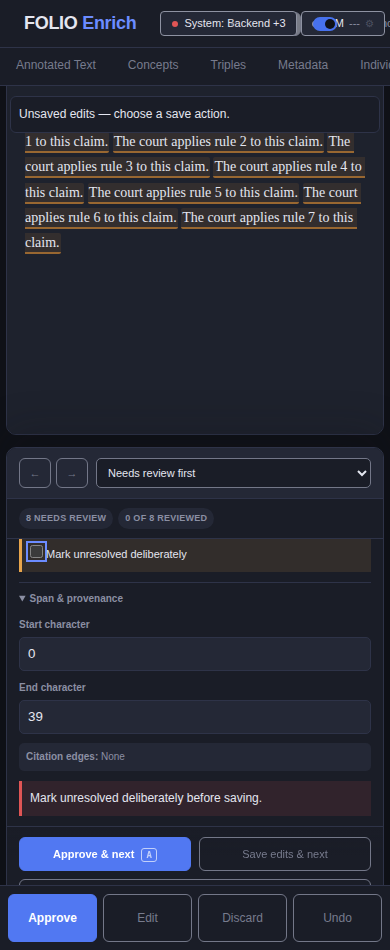 FOLIO Enrich
System: Backend +3
M --- 
Annotated Text Concepts Triples Metadata
Unsaved edits — choose a save action.
1 to this claim. The court applies rule 2 to this claim. The
court applies rule 3 to this claim. The court applies rule 4 to
this claim. The court applies rule 5 to this claim. The court
applies rule 6 to this claim. The court applies rule 7 to this
claim.
← → Needs review first
8 NEEDS REVIEW 0 OF 8 REVIEWED
Mark unresolved deliberately
▼ Span & provenance
Start character
0
End character
39
Citation edges: None
Mark unresolved deliberately before saving.
Approve & next A Save edits & next
Approve Edit Discard Undo